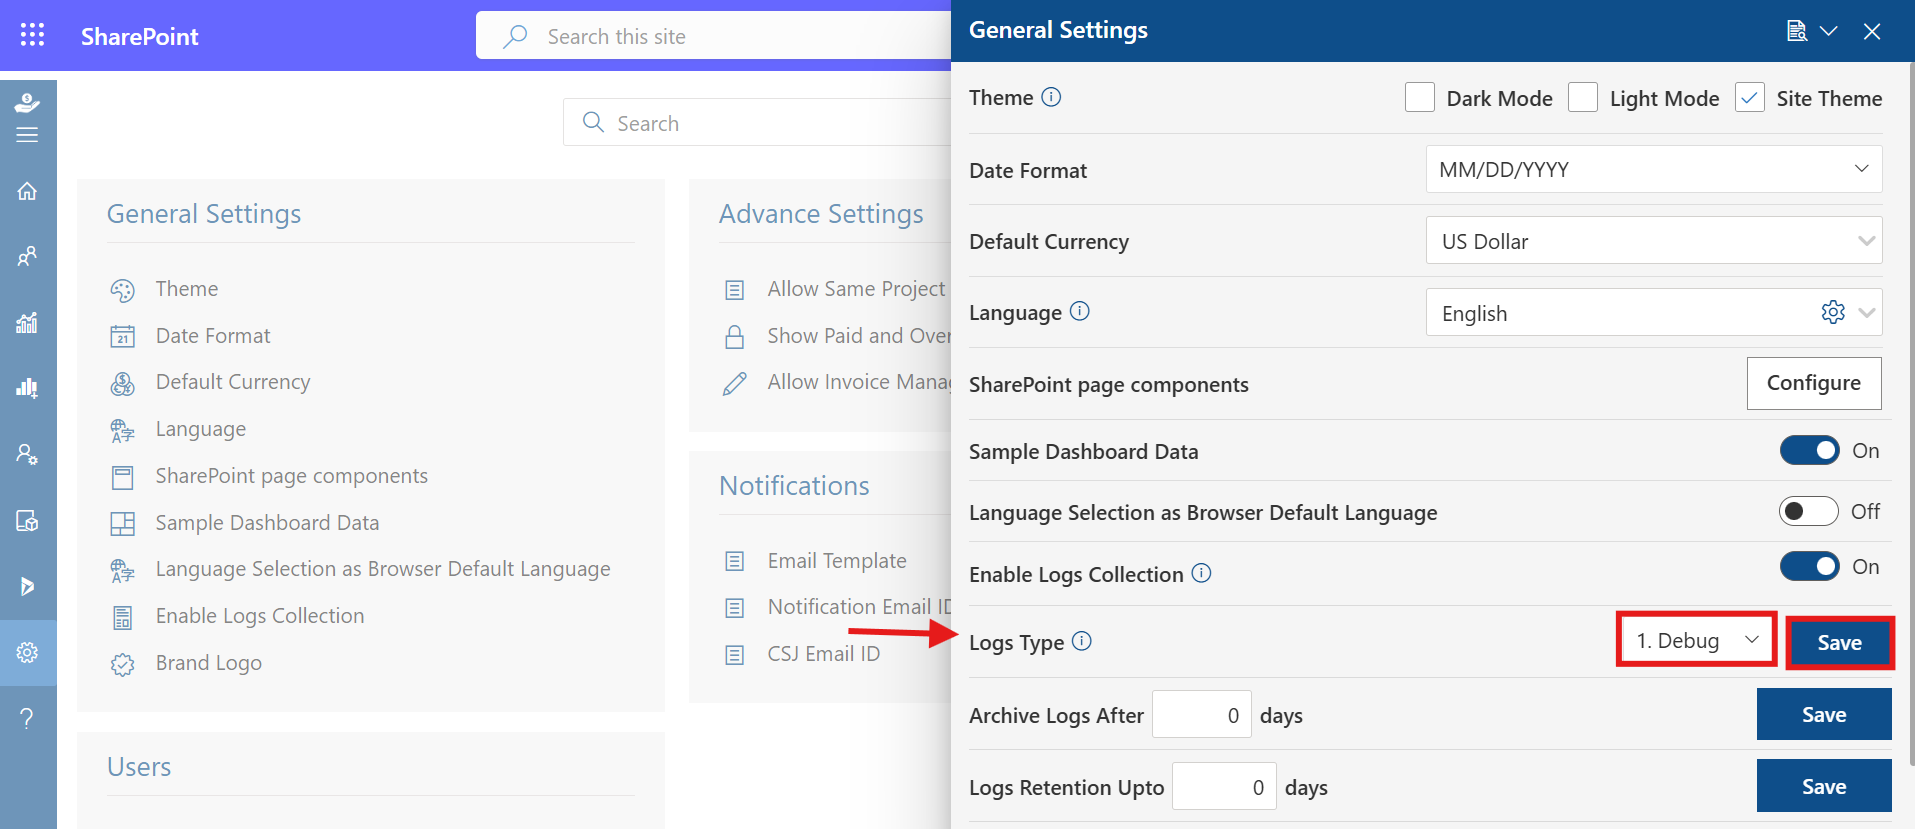 SharePoint
Search this site
Search
General Settings
Theme
Date Format
Default Currency
Language
SharePoint page components
Sample Dashboard Data
Language Selection as Browser Default Language
Enable Logs Collection
Brand Logo
Users
Advance Settings
Allow Same Project
Show Paid and Over
Allow Invoice Mana
Notifications
Email Template
Notification Email ID
CSJ Email ID
General Settings
Theme
Dark Mode
Light Mode
Site Theme
Date Format
MM/DD/YYYY
Default Currency
US Dollar
Language
English
SharePoint page components
Configure
Sample Dashboard Data
On
Language Selection as Browser Default Language
Off
Enable Logs Collection
On
Logs Type
1. Debug
Save
Archive Logs After 0 days
Save
Logs Retention Upto 0 days
Save